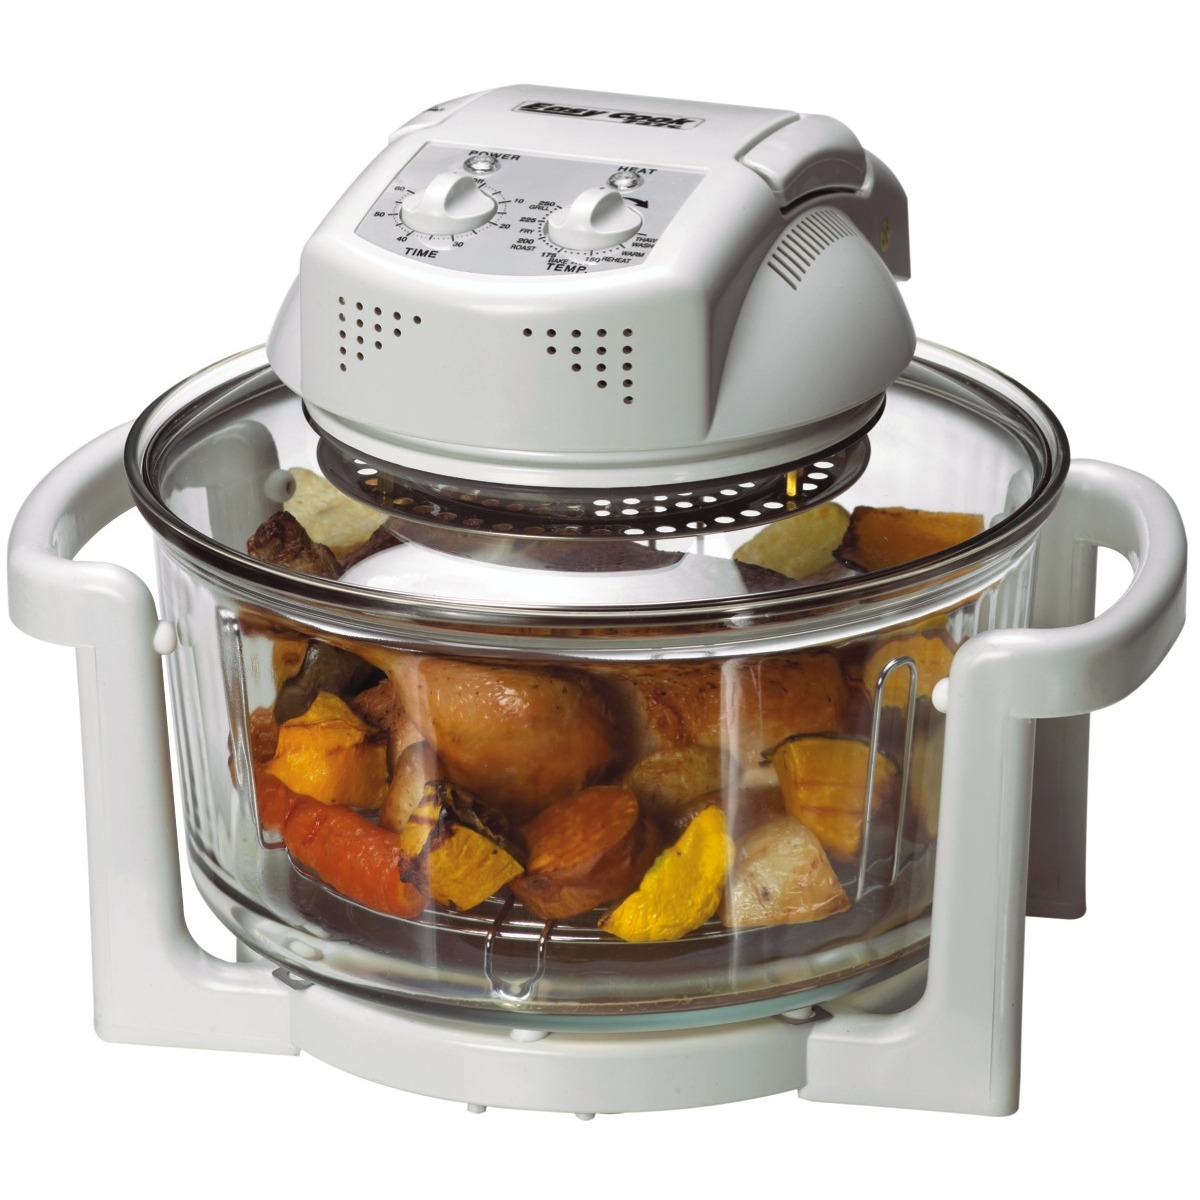 Easy cook
POWER
HEAT
Off
10
20
30
40
50
60
TIME
250
GRILL
225
FRY
200
ROAST
175
BAKE
150
REHEAT
WARM
THAW
WASH
TEMP.